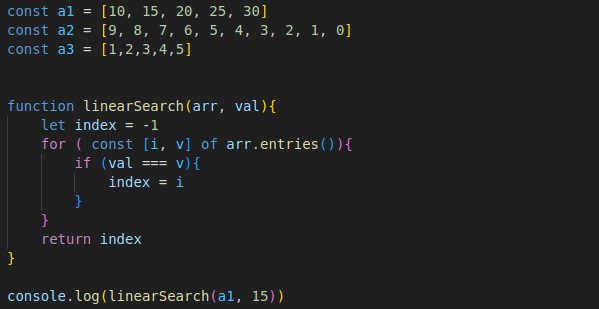 const a1 = [10, 15, 20, 25, 30]
const a2 = [9, 8, 7, 6, 5, 4, 3, 2, 1, 0]
const a3 = [1,2,3,4,5]
function linearSearch(arr, val){
let index = -1
for ( const [i, v] of arr.entries()){
if (val === v){
index = i
}
}
return index
}
console.log(linearSearch(a1, 15))